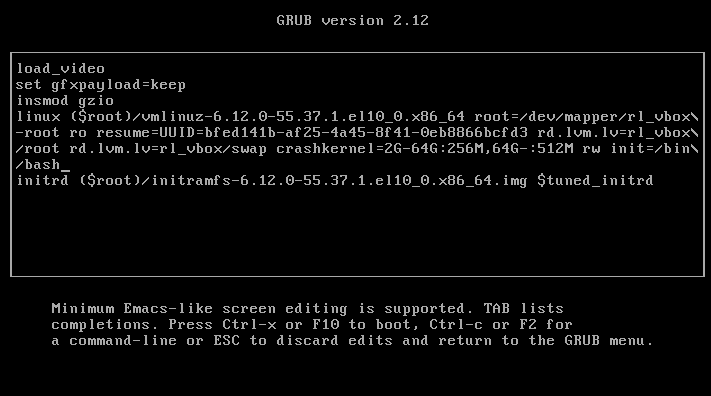 GRUB version 2.12
load_video
set gfxpayload=keep
insmod gzio
linux ($root)/vmlinuz-6.12.0-55.37.1.el10_0.x86_64 root=/dev/mapper/rl_vbox\
-root ro resume=UUID=bfed141b-af25-4a45-8f41-0eb8866bcfd3 rd.lvm.lv=rl_vbox\
/root rd.lvm.lv=rl_vbox/swap crashkernel=2G-64G:256M,64G-:512M rw init=/bin\
/bash_
initrd ($root)/initramfs-6.12.0-55.37.1.el10_0.x86_64.img $tuned_initrd
Minimum Emacs-like screen editing is supported. TAB lists
completions. Press Ctrl-x or F10 to boot, Ctrl-c or F2 for
a command-line or ESC to discard edits and return to the GRUB menu.